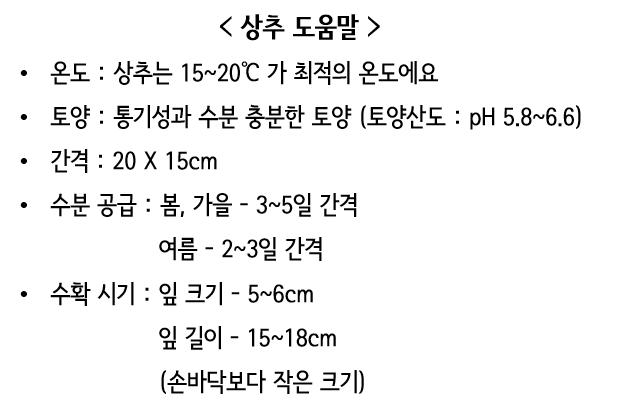 < 상추 도움말 >
• 온도 : 상추는 15~20℃ 가 최적의 온도에요
• 토양 : 통기성과 수분 충분한 토양 (토양산도 : pH 5.8~6.6)
• 간격 : 20 X 15cm
• 수분 공급 : 봄, 가을 - 3~5일 간격
여름 - 2~3일 간격
• 수확 시기 : 잎 크기 - 5~6cm
잎 길이 - 15~18cm
(손바닥보다 작은 크기)